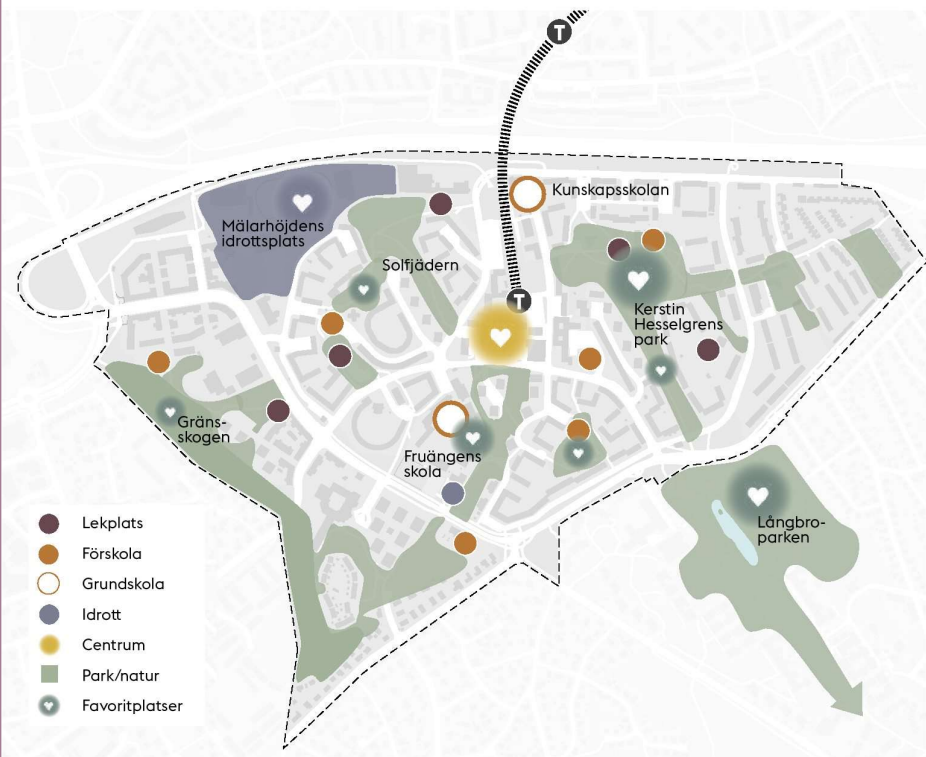 T
Kunskapsskolan
Mälarhöjdens
idrottsplats
Solfjädern
T
Kerstin
Hesselgrens
park
Gräns-
skogen
Fruängens
skola
Långbro-
parken
Lekplats
Förskola
Grundskola
Idrott
Centrum
Park/natur
Favoritplatser